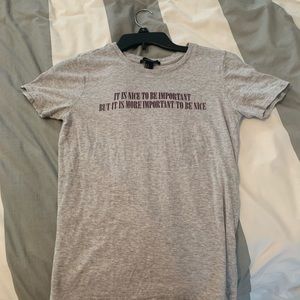 IT IS NICE TO BE IMPORTANT
BUT IT IS MORE IMPORTANT TO BE NICE